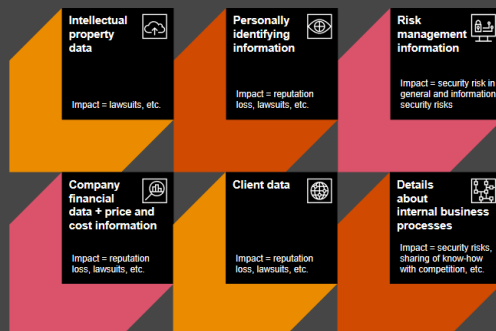 Intellectual
property
data
Impact = lawsuits, etc.
Personally
identifying
information
Impact = reputation
loss, lawsuits, etc.
Risk
management
information
Impact = security risk in
general and information
security risks
Company
financial
data + price and
cost information
Impact = reputation
loss, lawsuits, etc.
Client data
Impact = reputation
loss, lawsuits, etc.
Details
about
internal business
processes
Impact = security risks,
sharing of know-how
with competition, etc.